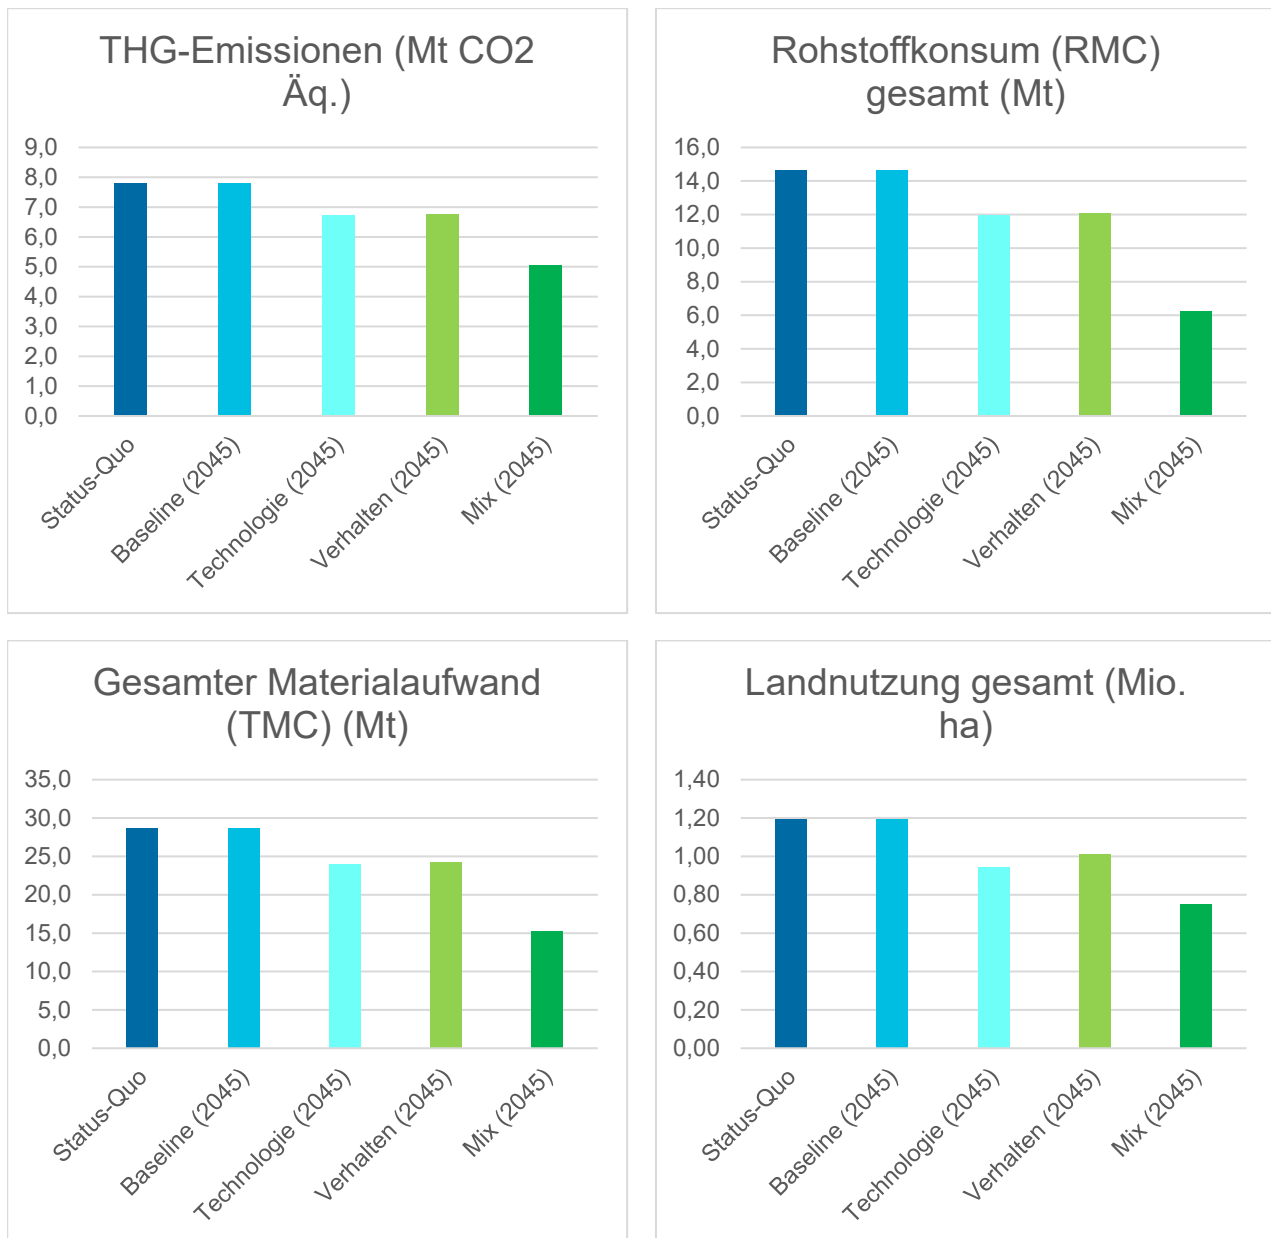 THG-Emissionen (Mt CO2
Äq.)
9,0
8,0
7,0
6,0
5,0
4,0
3,0
2,0
1,0
0,0
Status-Quo
Baseline (2045)
Technologie (2045)
Verhalten (2045)
Mix (2045)
Rohstoffkonsum (RMC)
gesamt (Mt)
16,0
14,0
12,0
10,0
8,0
6,0
4,0
2,0
0,0
Status-Quo
Baseline (2045)
Technologie (2045)
Verhalten (2045)
Mix (2045)
Gesamter Materialaufwand
(TMC) (Mt)
35,0
30,0
25,0
20,0
15,0
10,0
5,0
0,0
Status-Quo
Baseline (2045)
Technologie (2045)
Verhalten (2045)
Mix (2045)
Landnutzung gesamt (Mio.
ha)
1,40
1,20
1,00
0,80
0,60
0,40
0,20
0,00
Status-Quo
Baseline (2045)
Technologie (2045)
Verhalten (2045)
Mix (2045)